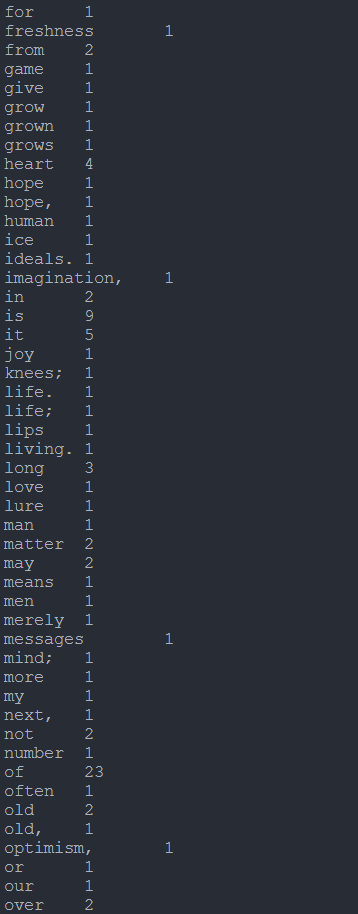 for 1
freshness 1
from 2
game 1
give 1
grow 1
grown 1
grows 1
heart 4
hope 1
hope, 1
human 1
ice 1
ideals. 1
imagination, 1
in 2
is 9
it 5
joy 1
knees; 1
life. 1
life; 1
lips 1
living. 1
long 3
love 1
lure 1
man 1
matter 2
may 2
means 1
men 1
merely 1
messages 1
mind; 1
more 1
my 1
next, 1
not 2
number 1
of 23
often 1
old 2
old, 1
optimism, 1
or 1
our 1
over 2